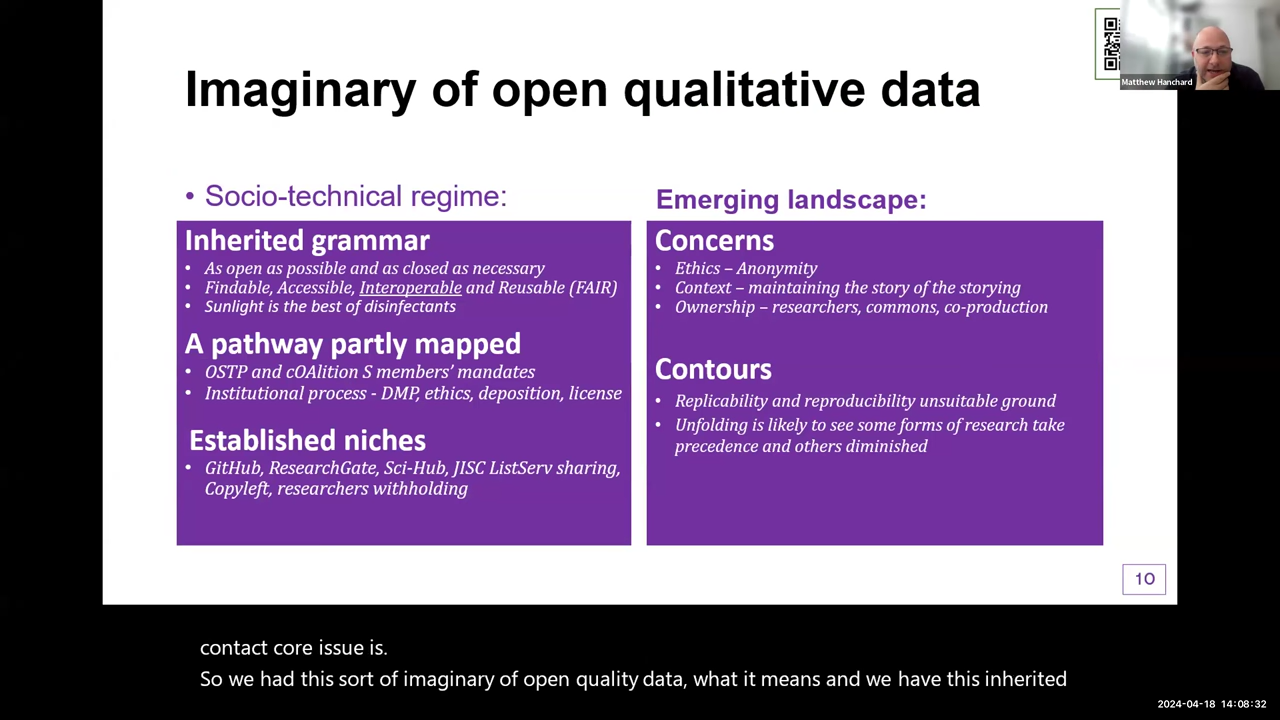 Imaginary of open qualitative data
Matthew Hanchard
• Socio-technical regime:
Inherited grammar
• As open as possible and as closed as necessary
• Findable, Accessible, Interoperable and Reusable (FAIR)
• Sunlight is the best of disinfectants
A pathway partly mapped
• OSTP and cOAlition S members’ mandates
• Institutional process - DMP, ethics, deposition, license
Established niches
• GitHub, ResearchGate, Sci-Hub, JISC ListServ sharing,
Copyleft, researchers withholding
Emerging landscape:
Concerns
• Ethics – Anonymity
• Context – maintaining the story of the storying
• Ownership – researchers, commons, co-production
Contours
• Replicability and reproducibility unsuitable ground
• Unfolding is likely to see some forms of research take
precedence and others diminished
10
contact core issue is.
So we had this sort of imaginary of open quality data, what it means and we have this inherited
2024-04-18 14:08:32